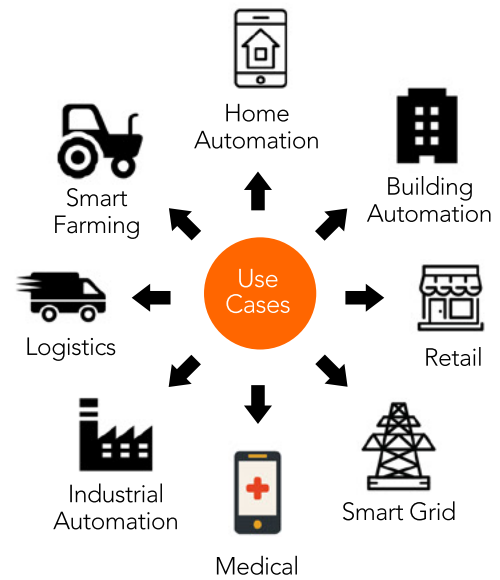 Home
Automation
Building
Automation
Smart
Farming
Use
Cases
Logistics
Retail
Industrial
Automation
Smart Grid
Medical